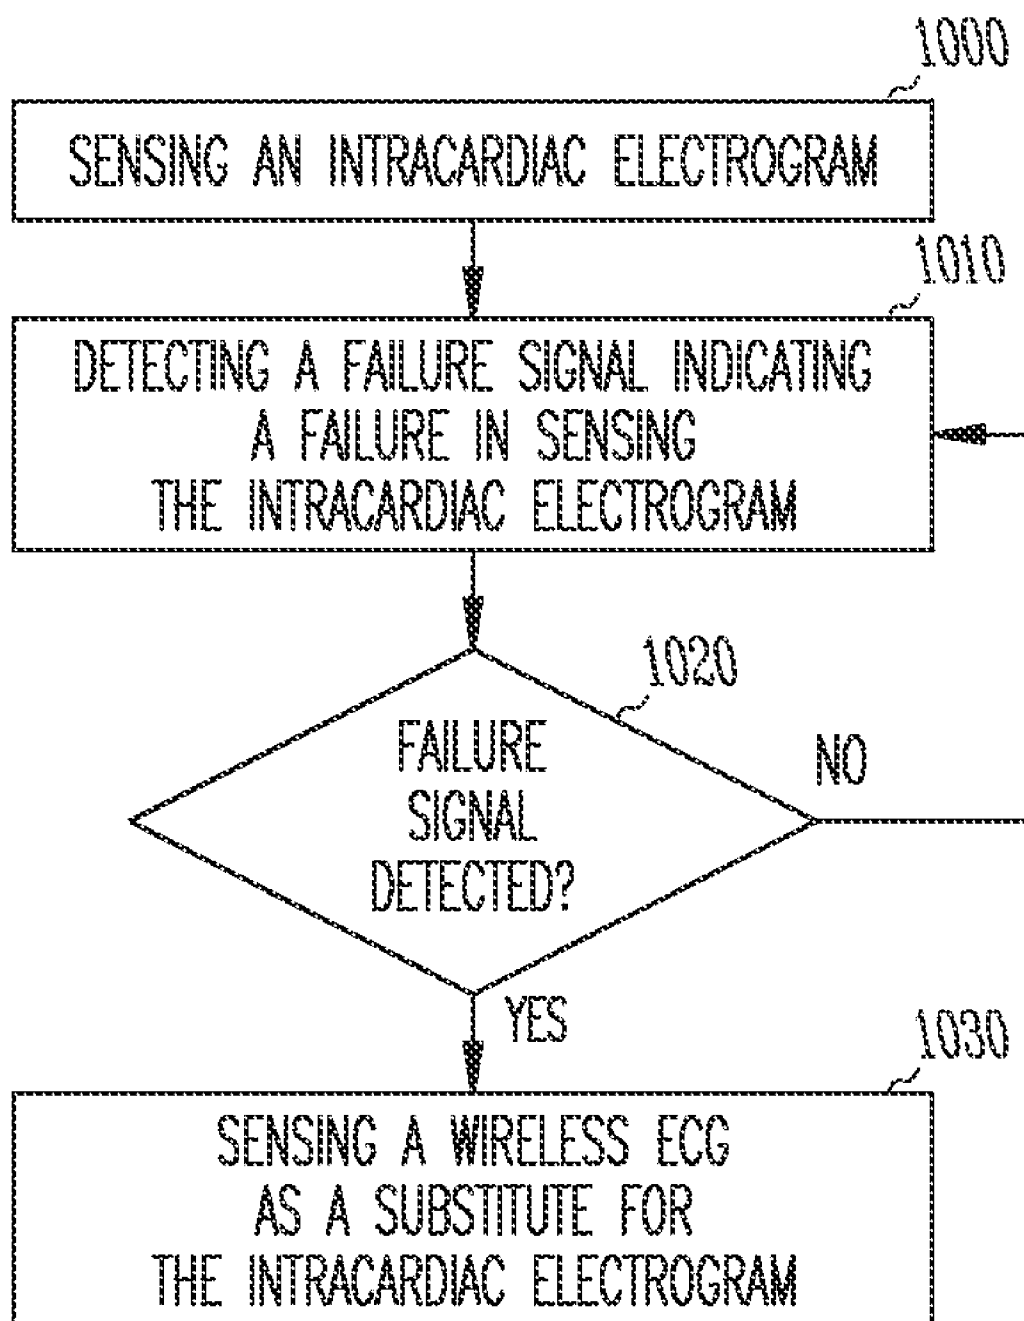 1000
SENSING AN INTRACARDIAC ELECTROGRAM
1010
DETECTING A FAILURE SIGNAL INDICATING
A FAILURE IN SENSING
THE INTRACARDIAC ELECTROGRAM
1020
FAILURE
SIGNAL
DETECTED?
NO
YES
1030
SENSING A WIRELESS ECG
AS A SUBSTITUTE FOR
THE INTRACARDIAC ELECTROGRAM